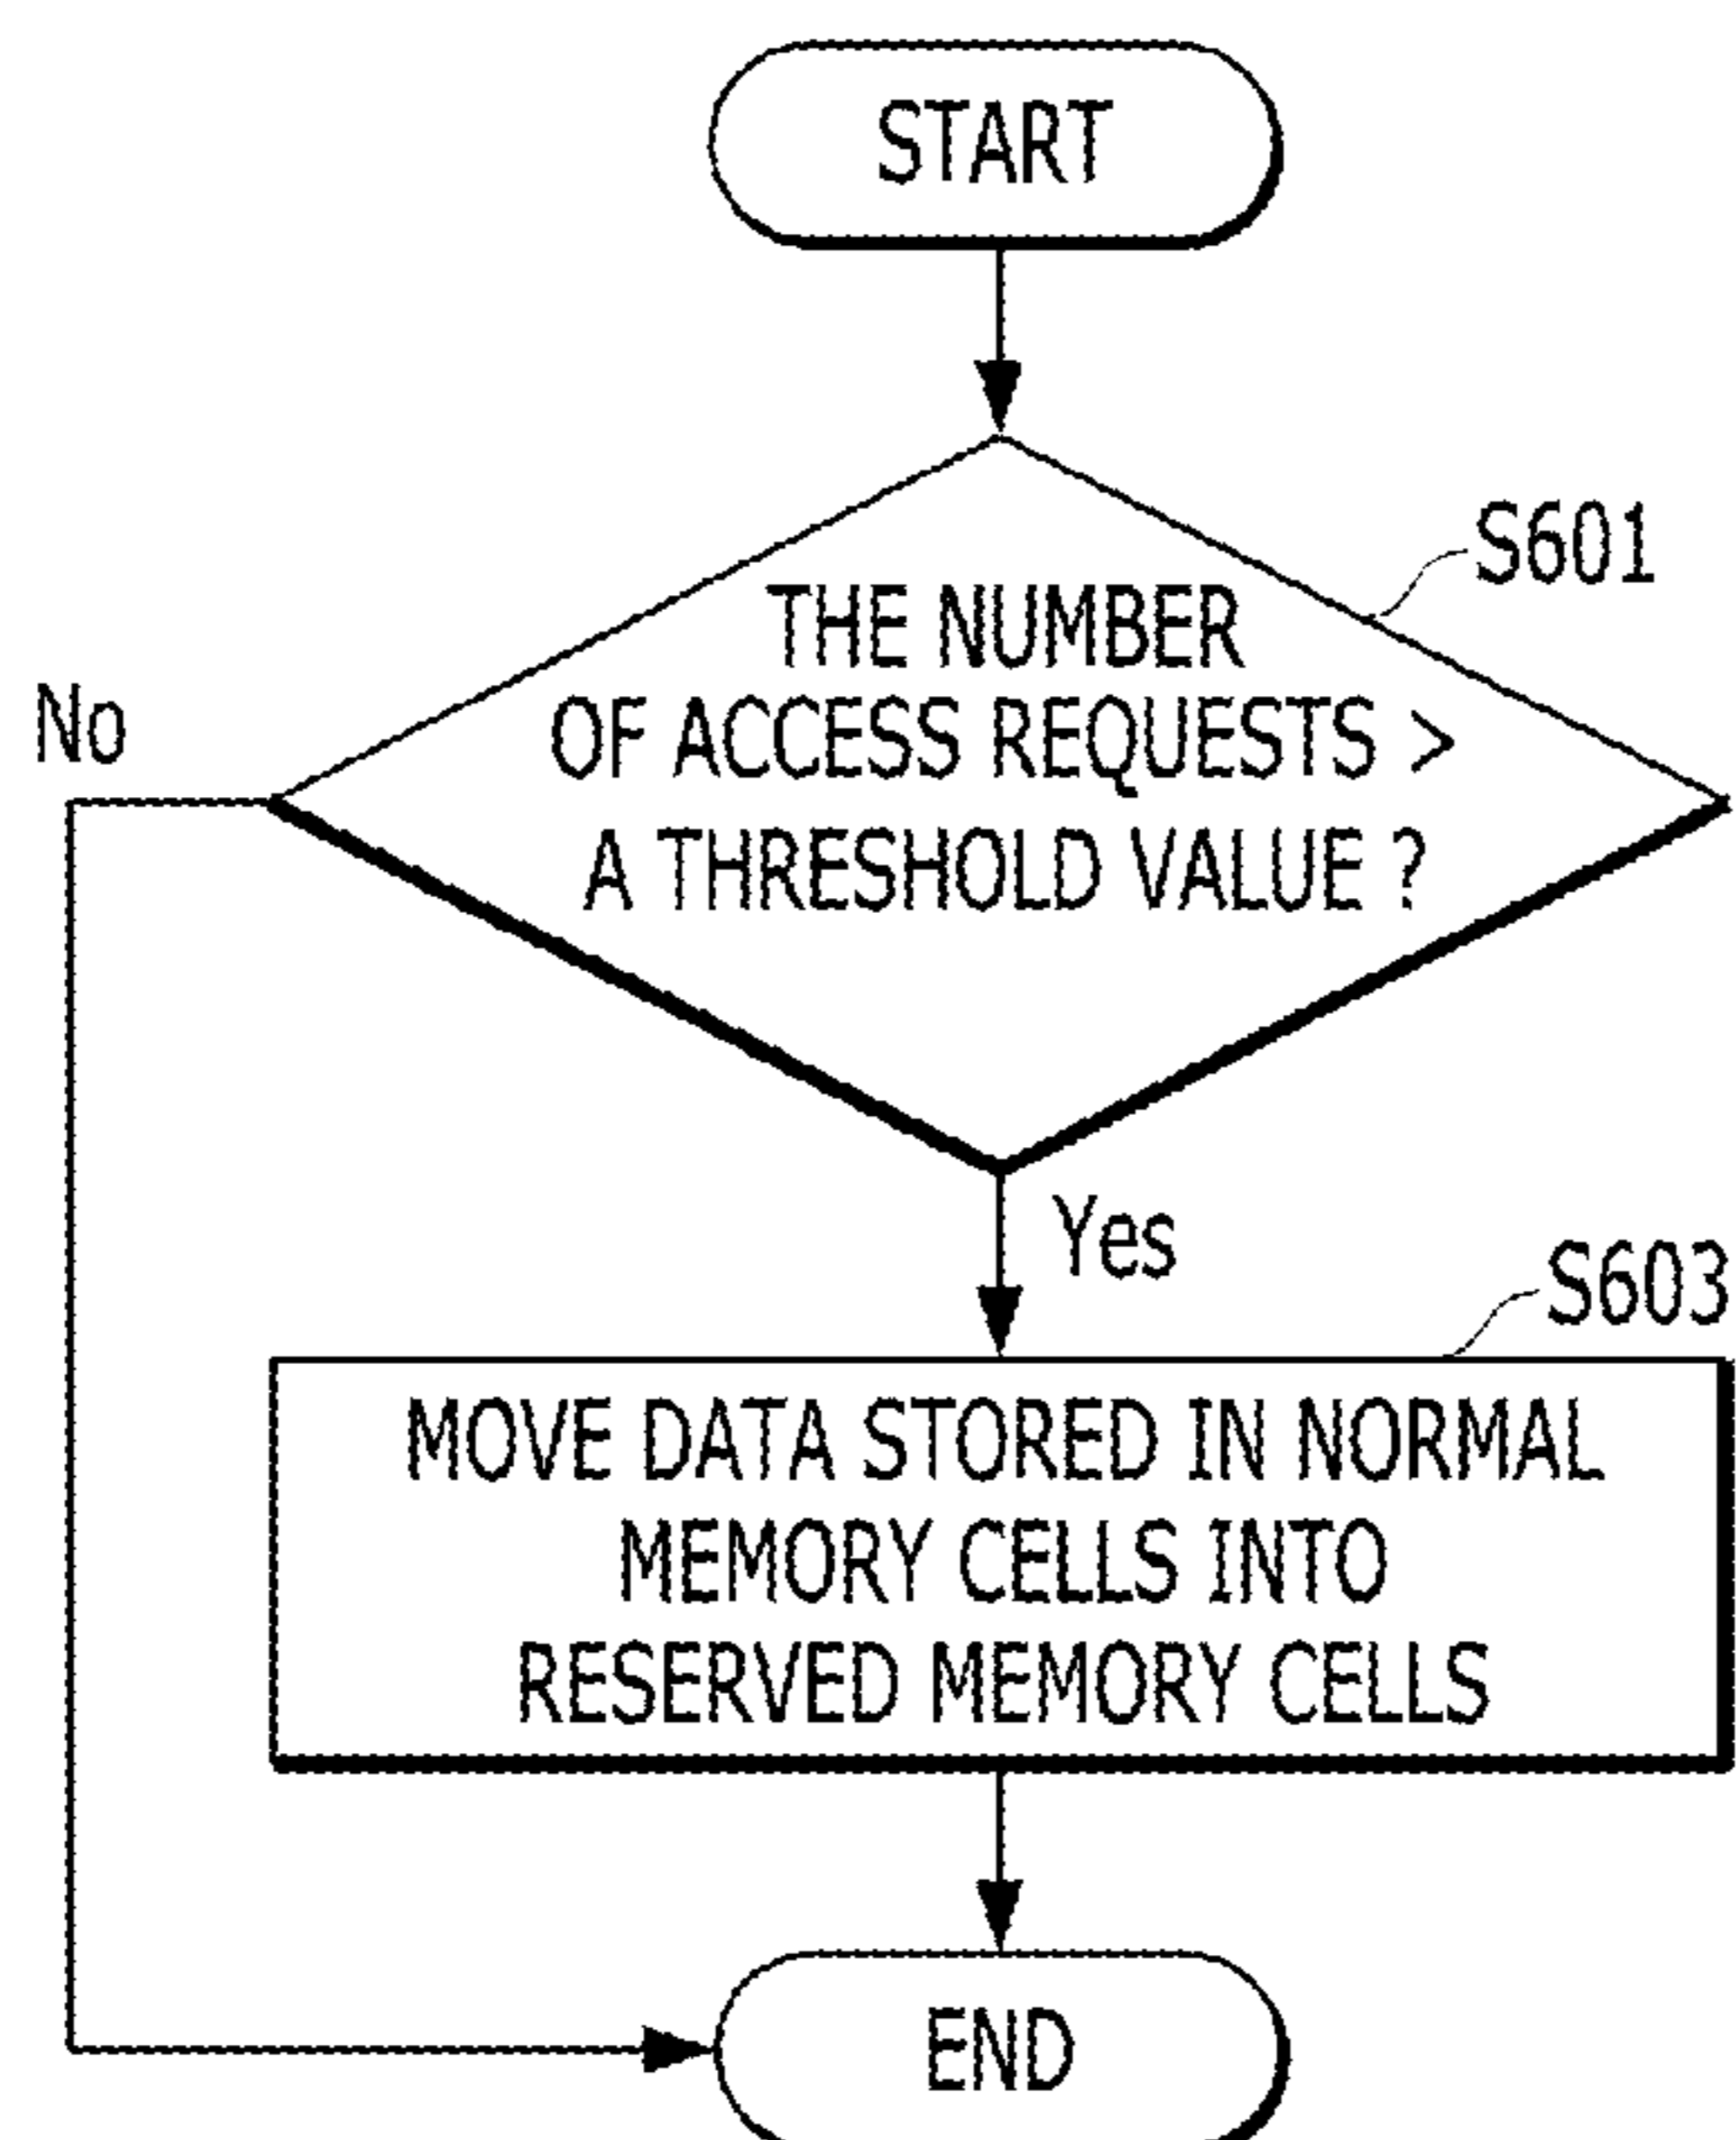 START
S601
THE NUMBER
OF ACCESS REQUESTS >
A THRESHOLD VALUE ?
No
Yes
S603
MOVE DATA STORED IN NORMAL
MEMORY CELLS INTO
RESERVED MEMORY CELLS
END